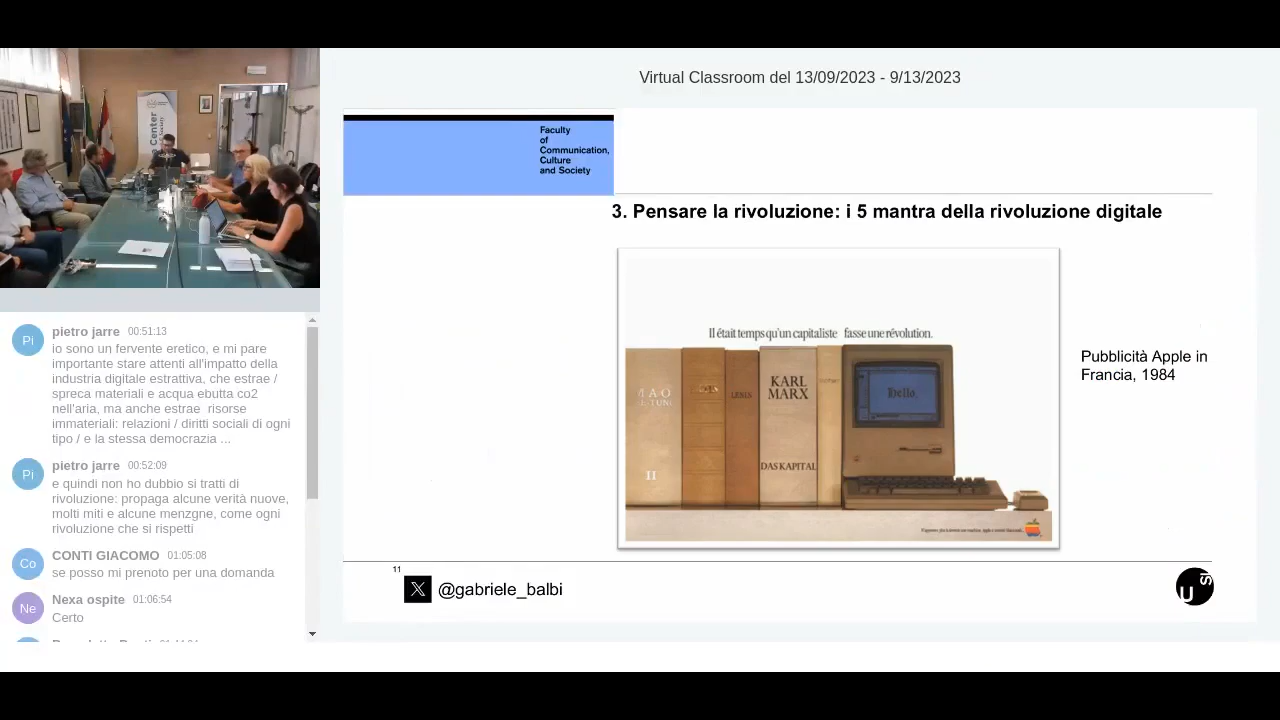 Virtual Classroom del 13/09/2023 - 9/13/2023
Center
Society
Faculty
of
Communication,
Culture
and Society
3. Pensare la rivoluzione: i 5 mantra della rivoluzione digitale
Il était temps qu'un capitaliste fasse une révolution.
MAO
II
KARL
MARX
DAS KAPITAL
Hello.
Pubblicità Apple in
Francia, 1984
11
@gabriele_balbi
U
SI
Pi
pietro jarre 00:51:13
io sono un fervente eretico, e mi pare
importante stare attenti all'impatto della
industria digitale estrattiva, che estrae /
spreca materiali e acqua ebutta co2
nell'aria, ma anche estrae risorse
immateriali: relazioni / diritti sociali di ogni
tipo / e la stessa democrazia ...
Pi
pietro jarre 00:52:09
e quindi non ho dubbio si tratti di
rivoluzione: propaga alcune verità nuove,
molti miti e alcune menzgne, come ogni
rivoluzione che si rispetti
Co
CONTI GIACOMO 01:05:08
se posso mi prenoto per una domanda
Ne
Nexa ospite 01:06:54
Certo